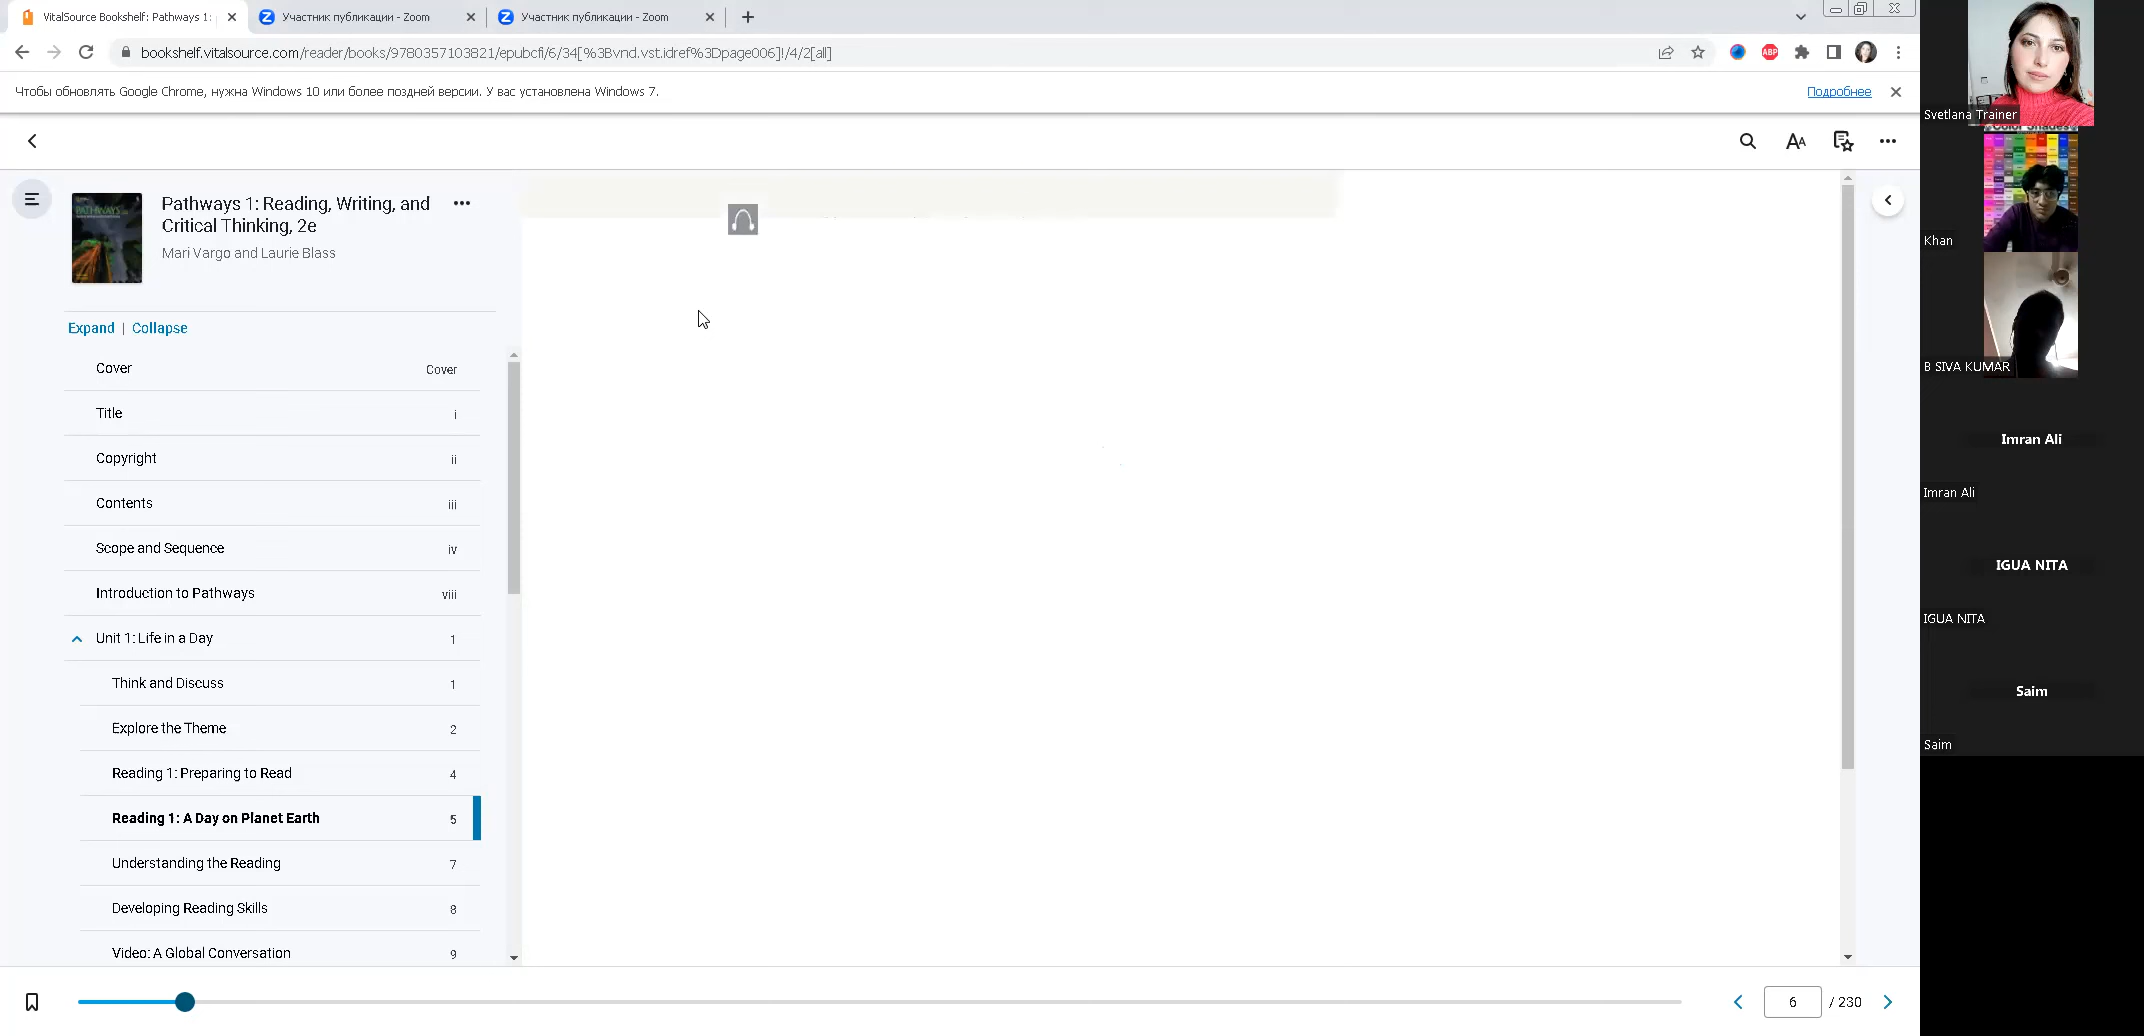 VitalSource Bookshelf: Pathways 1:
Участник публикации - Zoom
Участник публикации - Zoom
bookshelf.vitalsource.com/reader/books/9780357103821/epubcfi/6/34[%3Bvnd.vst.idref%3Dpage006]!/4/2[all]
ABP
Чтобы обновлять Google Chrome, нужна Windows 10 или более поздней версии. У вас установлена Windows 7.
Подробнее
Pathways 1: Reading, Writing, and
Critical Thinking, 2e
Mari Vargo and Laurie Blass
PATHWAYS
Expand | Collapse
Cover Cover
Title i
Copyright ii
Contents iii
Scope and Sequence iv
Introduction to Pathways viii
Unit 1: Life in a Day 1
Think and Discuss 1
Explore the Theme 2
Reading 1: Preparing to Read 4
Reading 1: A Day on Planet Earth 5
Understanding the Reading 7
Developing Reading Skills 8
Video: A Global Conversation 9
6 / 230
Svetlana Trainer
Color Shades
Khan
B SIVA KUMAR
Imran Ali
Imran Ali
IGUA NITA
IGUA NITA
Saim
Saim